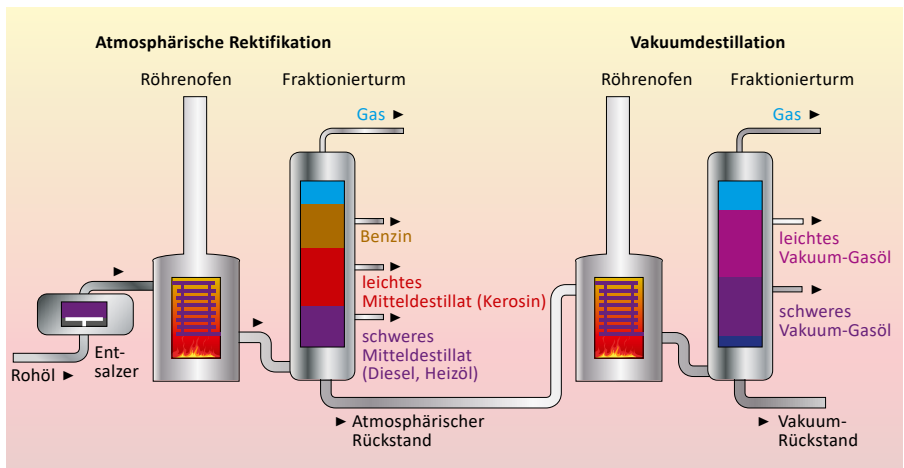 Atmosphärische Rektifikation
Vakuumdestillation
Röhrenofen
Fraktionierturm
Röhrenofen
Fraktionierturm
Gas ►
Gas ►
Benzin
leichtes
Mitteldestillat (Kerosin)
schweres
Mitteldestillat
(Diesel, Heizöl)
leichtes
Vakuum-Gasöl
schweres
Vakuum-Gasöl
Rohöl ►
Ent-
salzer
► Atmosphärischer
Rückstand
► Vakuum-
Rückstand